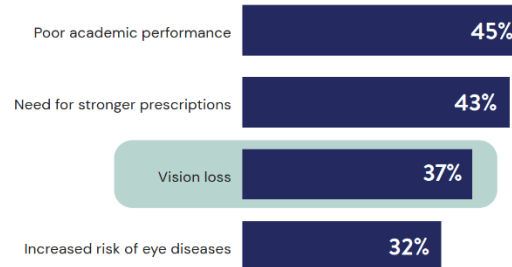 Poor academic performance 45%
Need for stronger prescriptions 43%
Vision loss 37%
Increased risk of eye diseases 32%